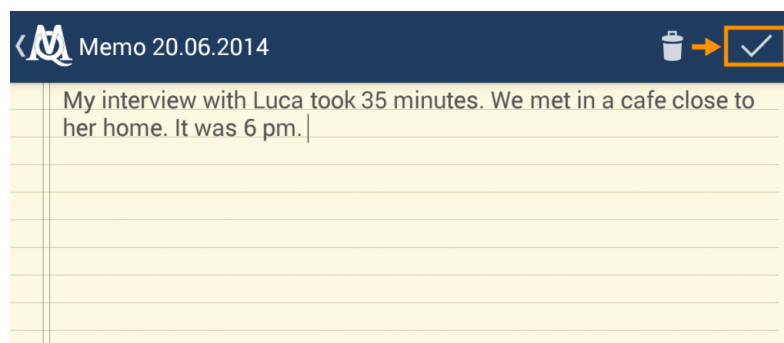 Memo 20.06.2014
My interview with Luca took 35 minutes. We met in a cafe close to
her home. It was 6 pm.